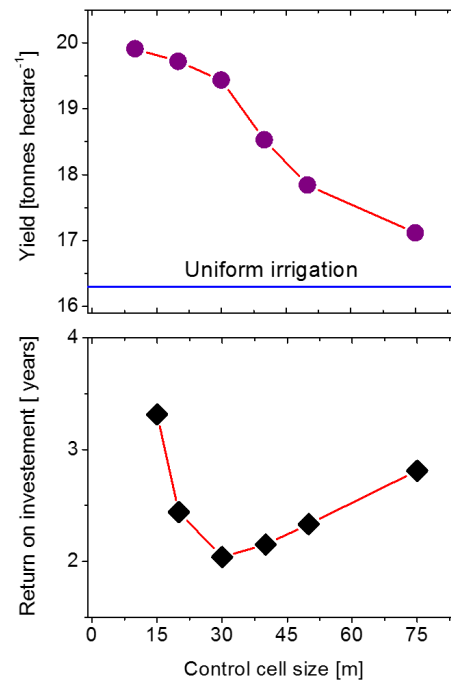 Yield [tonnes hectare⁻¹]
20
19
18
17
16
Uniform irrigation
Return on investement [ years]
4
3
2
0 15 30 45 60 75
Control cell size [m]